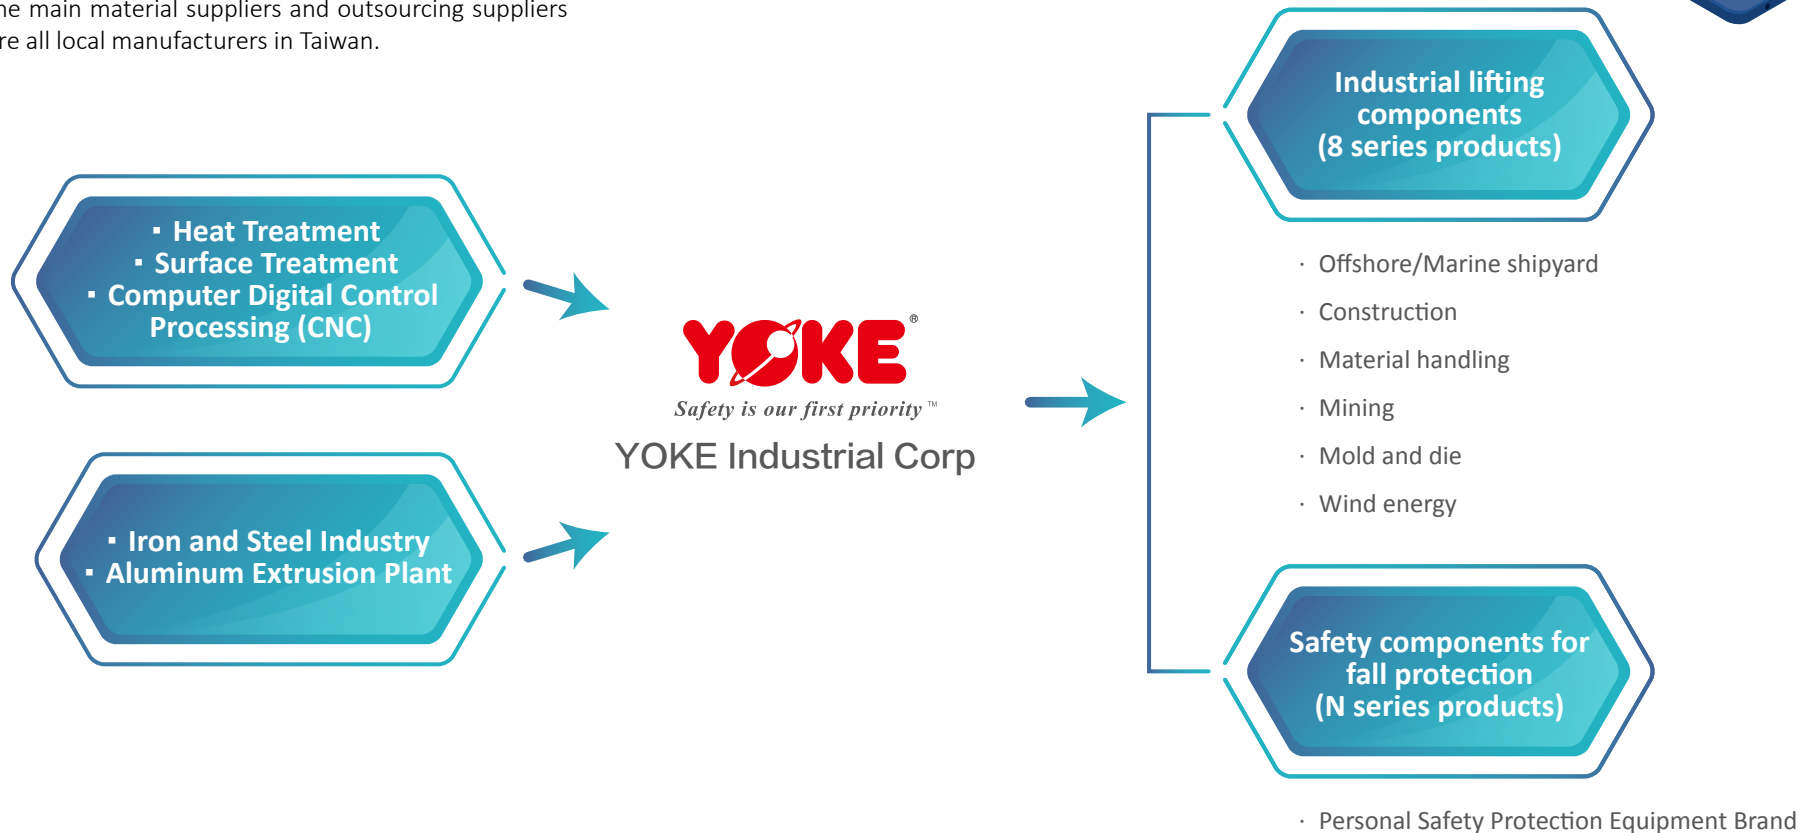 main material suppliers and outsourcing suppliers
all local manufacturers in Taiwan.
▪ Heat Treatment
▪ Surface Treatment
▪ Computer Digital Control
Processing (CNC)
▪ Iron and Steel Industry
▪ Aluminum Extrusion Plant
YOKE®
Safety is our first priority™
YOKE Industrial Corp
Industrial lifting
components
(8 series products)
· Offshore/Marine shipyard
· Construction
· Material handling
· Mining
· Mold and die
· Wind energy
Safety components for
fall protection
(N series products)
· Personal Safety Protection Equipment Brand